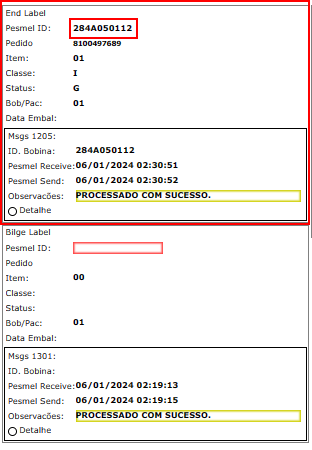 End Label
Pesmel ID: 284A050112
Pedido 8100497689
Item: 01
Classe: I
Status: G
Bob/Pac: 01
Data Embal:
Msgs 1205:
ID. Bobina: 284A050112
Pesmel Receive: 06/01/2024 02:30:51
Pesmel Send: 06/01/2024 02:30:52
Observacões: PROCESSADO COM SUCESSO.
Detalhe
Bilge Label
Pesmel ID:
Pedido
Item: 00
Classe:
Status:
Bob/Pac: 01
Data Embal:
Msgs 1301:
ID. Bobina:
Pesmel Receive: 06/01/2024 02:19:13
Pesmel Send: 06/01/2024 02:19:15
Observacões: PROCESSADO COM SUCESSO.
Detalhe